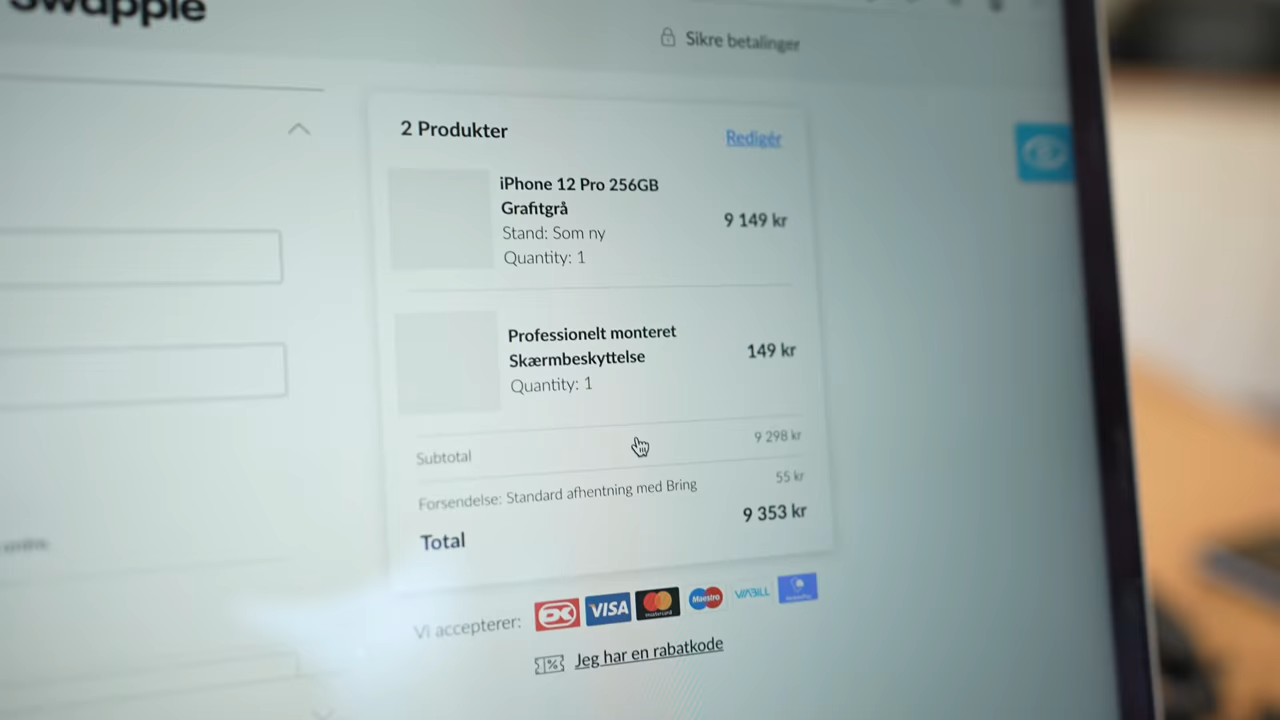 Swapple
Sikre betalinger
2 Produkter
Redigér
iPhone 12 Pro 256GB
Grafitgrå
9 149 kr
Stand: Som ny
Quantity: 1
Professionelt monteret
Skærmbeskyttelse
149 kr
Quantity: 1
Subtotal
9 298 kr
Forsendelse: Standard afhentning med Bring
55 kr
Total
9 353 kr
Vi accepterer:
VISA
mastercard
Maestro
VIABILL
Jeg har en rabatkode